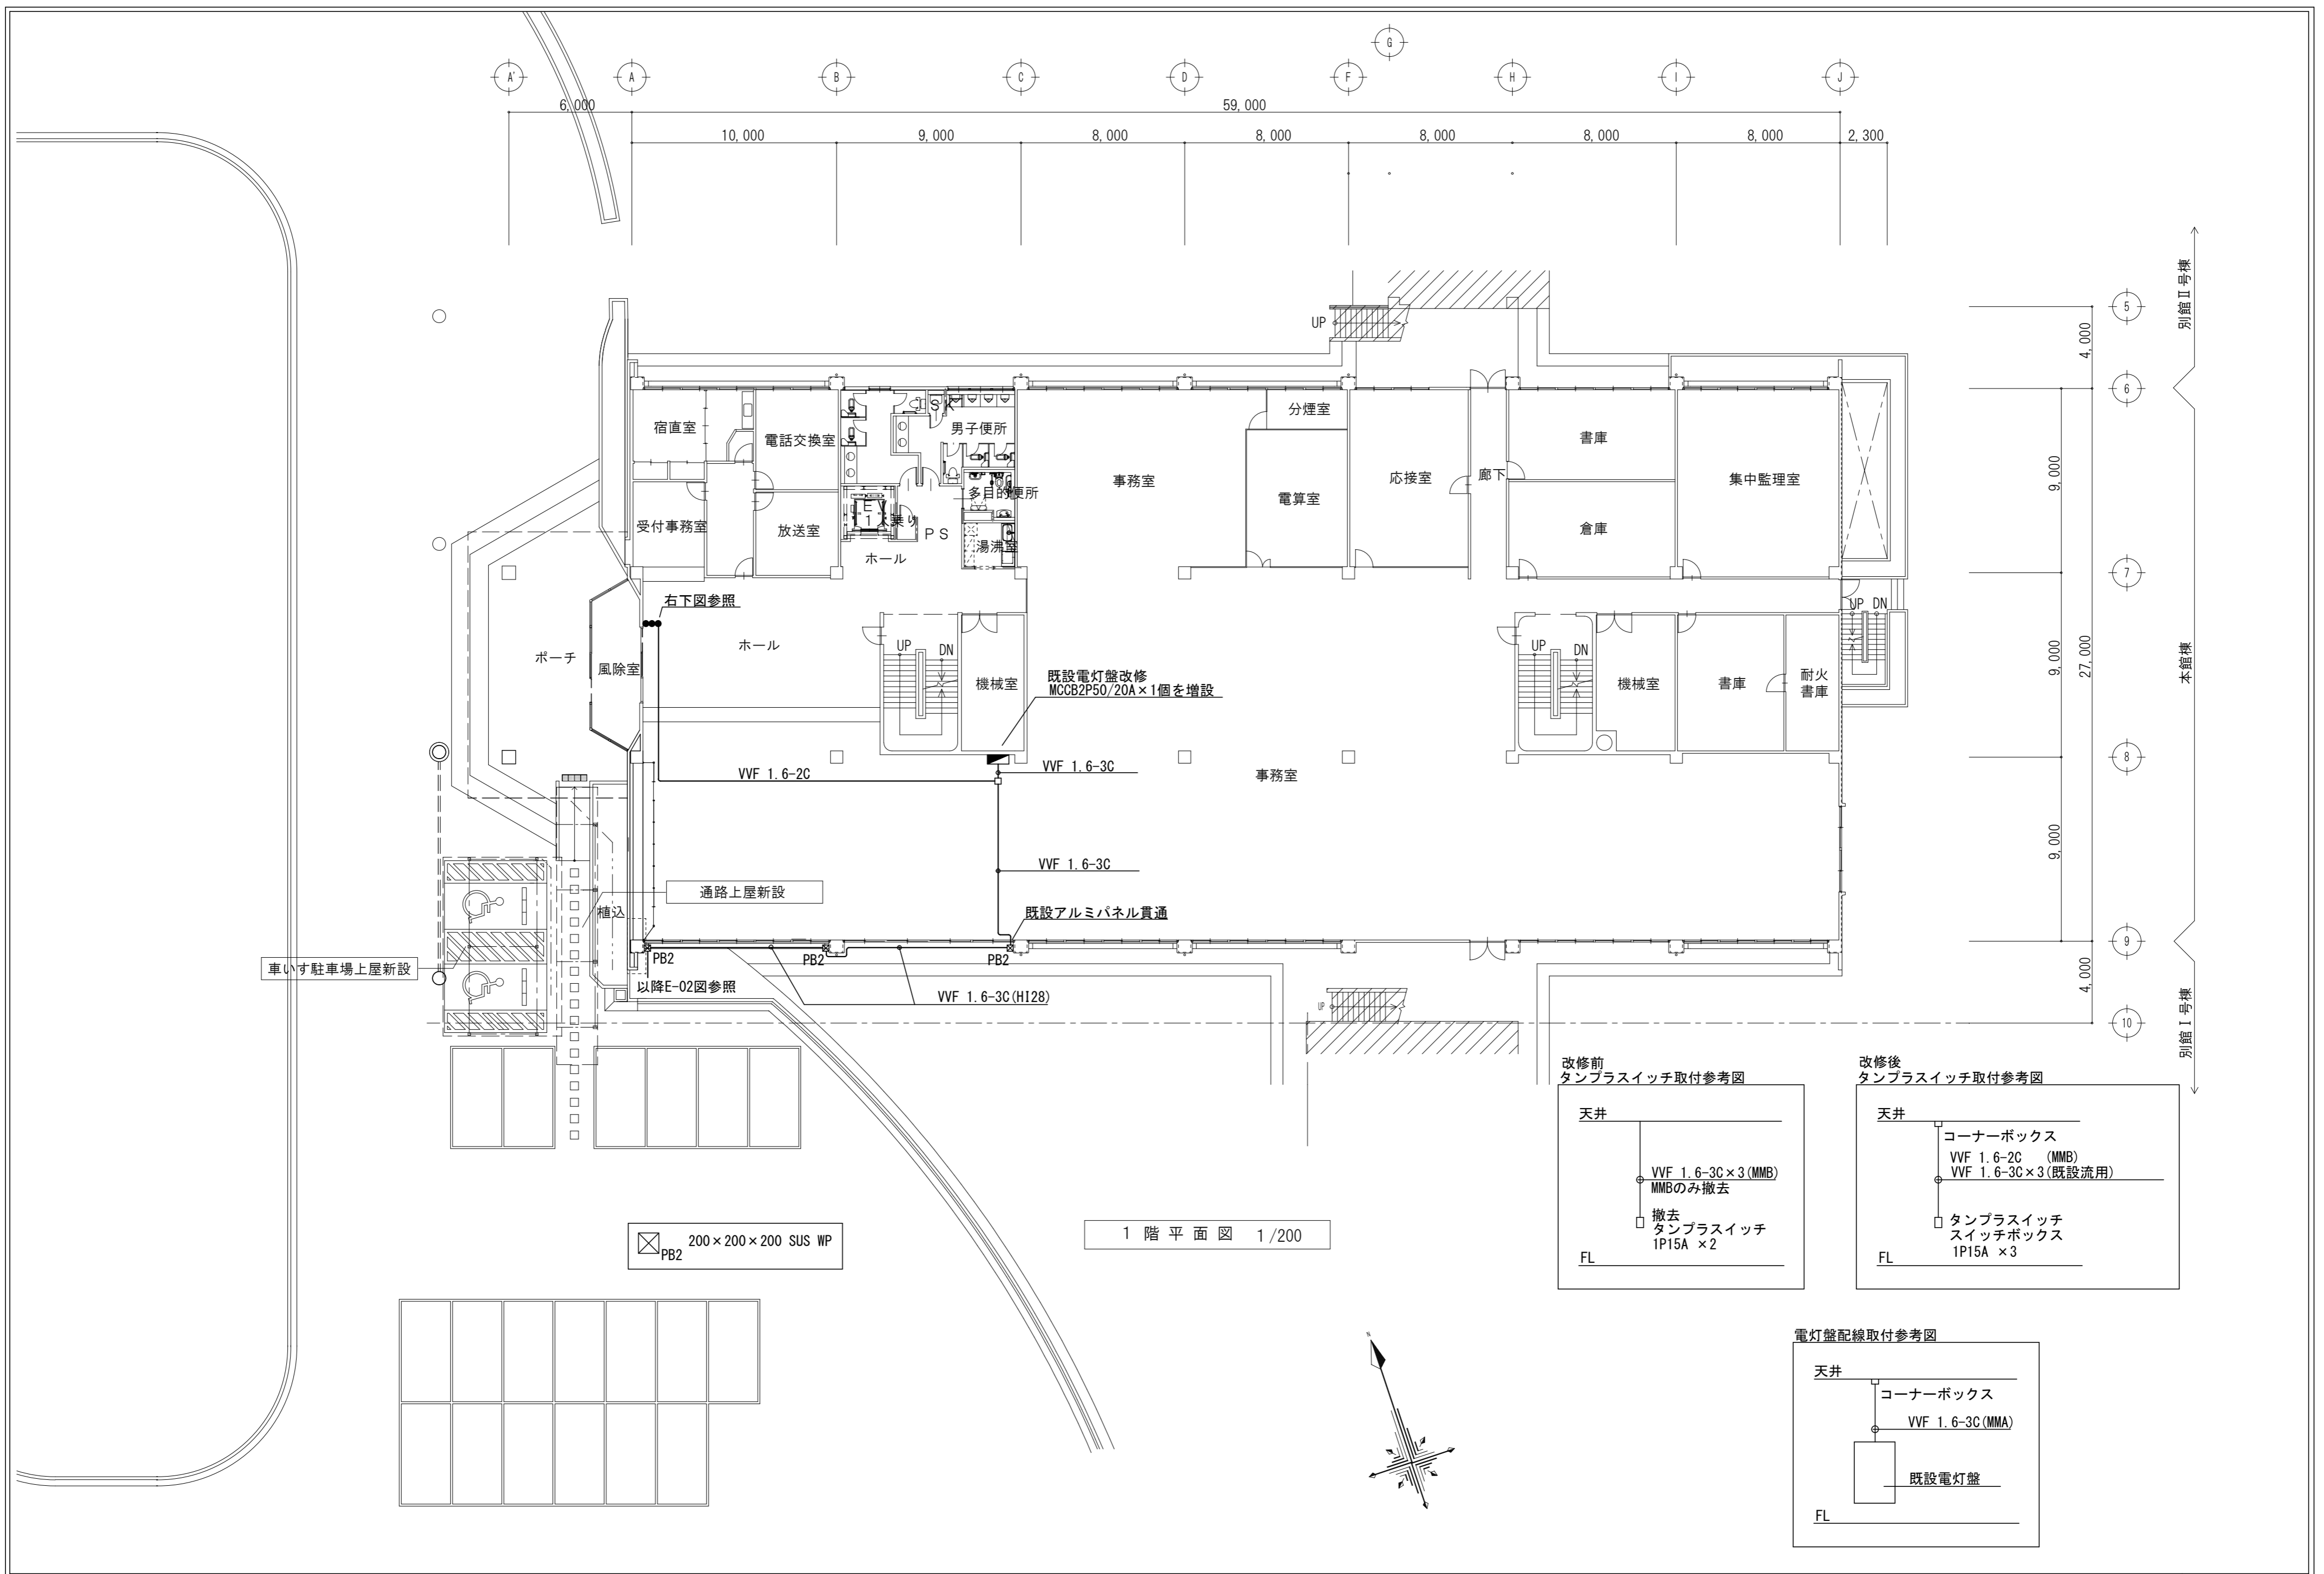 G
A'
A
B
C
D
F
H
I
J
6,000
59,000
10,000
9,000
8,000
8,000
8,000
8,000
8,000
2,300
別館Ⅱ号棟
5
4,000
6
9,000
7
9,000
27,000
本館棟
8
9,000
9
4,000
別館Ⅰ号棟
10
UP
宿直室
電話交換室
SK
男子便所
分煙室
書庫
事務室
応接室
廊下
集中監理室
多目的便所
電算室
受付事務室
放送室
EV
乗り
PS
湯沸室
倉庫
ホール
右下図参照
ホール
ポーチ
風除室
UP
DN
機械室
既設電灯盤改修
MCCB2P50/20A×1個を増設
UP
DN
機械室
書庫
耐火
書庫
UP
DN
VVF 1.6-2C
VVF 1.6-3C
事務室
VVF 1.6-3C
通路上屋新設
植込
既設アルミパネル貫通
車いす駐車場上屋新設
PB2
PB2
PB2
以降E-02図参照
VVF 1.6-3C(HI28)
UP
改修前
タンプラスイッチ取付参考図
天井
VVF 1.6-3C×3(MMB)
MMBのみ撤去
撤去
タンプラスイッチ
1P15A ×2
FL
改修後
タンプラスイッチ取付参考図
天井
コーナーボックス
VVF 1.6-2C (MMB)
VVF 1.6-3C×3(既設流用)
タンプラスイッチ
スイッチボックス
1P15A ×3
FL
PB2 200×200×200 SUS WP
1階平面図 1/200
電灯盤配線取付参考図
天井
コーナーボックス
VVF 1.6-3C(MMA)
既設電灯盤
FL